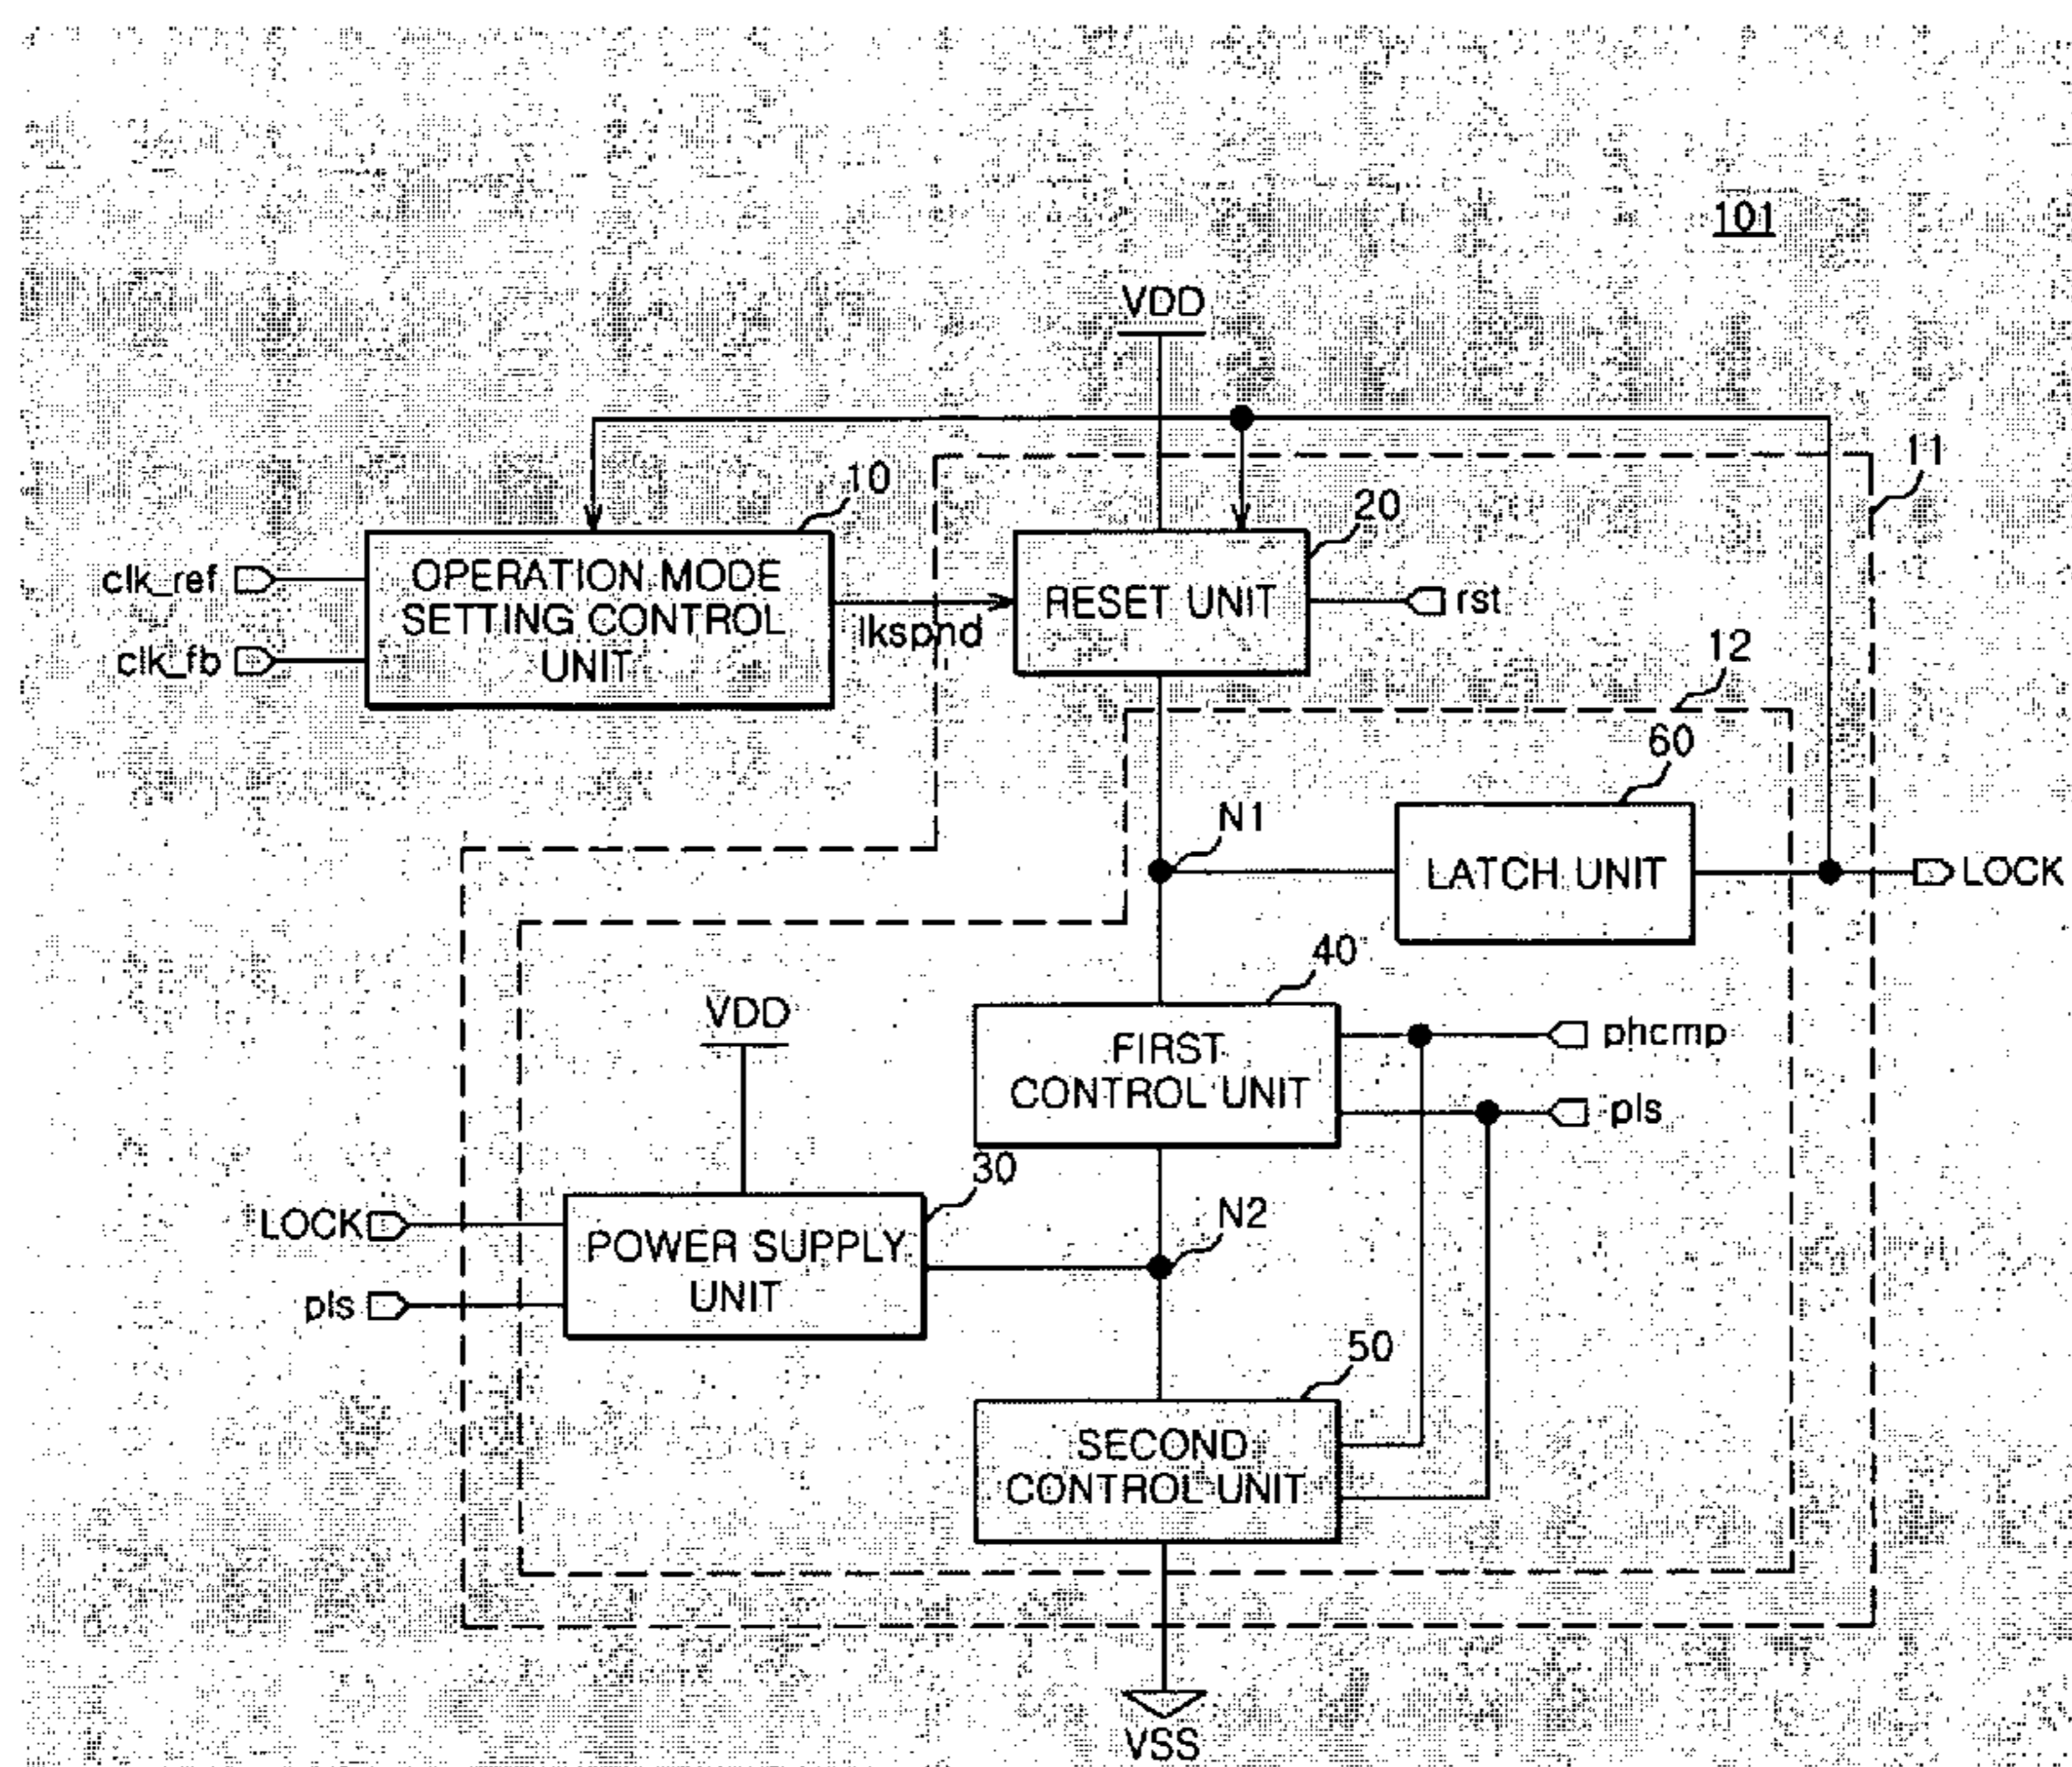 101
VDD
11
10
20
clk_ref
OPERATION MODE
SETTING CONTROL
UNIT
clk_fb
lkspnd
RESET UNIT
rst
12
60
N1
LATCH UNIT
LOCK
40
VDD
FIRST
CONTROL UNIT
phcmp
pls
30
LOCK
POWER SUPPLY
UNIT
pls
N2
50
SECOND
CONTROL UNIT
VSS